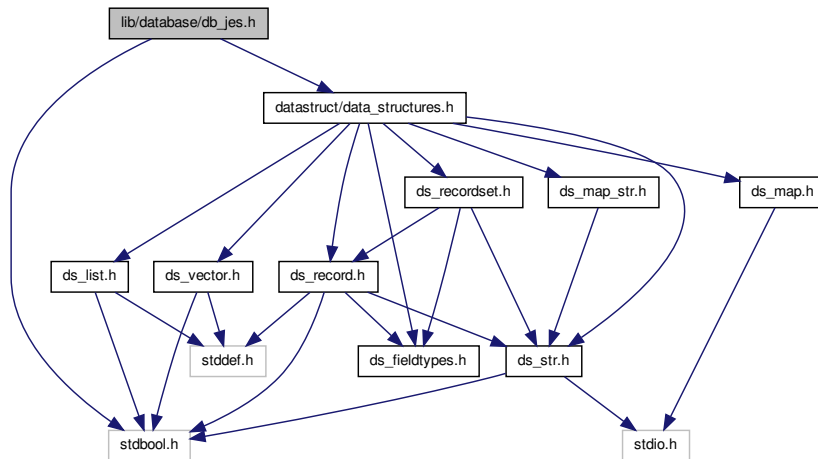 lib/database/db_jes.h
datastruct/data_structures.h
ds_recordset.h
ds_map_str.h
ds_map.h
ds_list.h
ds_vector.h
ds_record.h
stddef.h
ds_fieldtypes.h
ds_str.h
stdbool.h
stdio.h